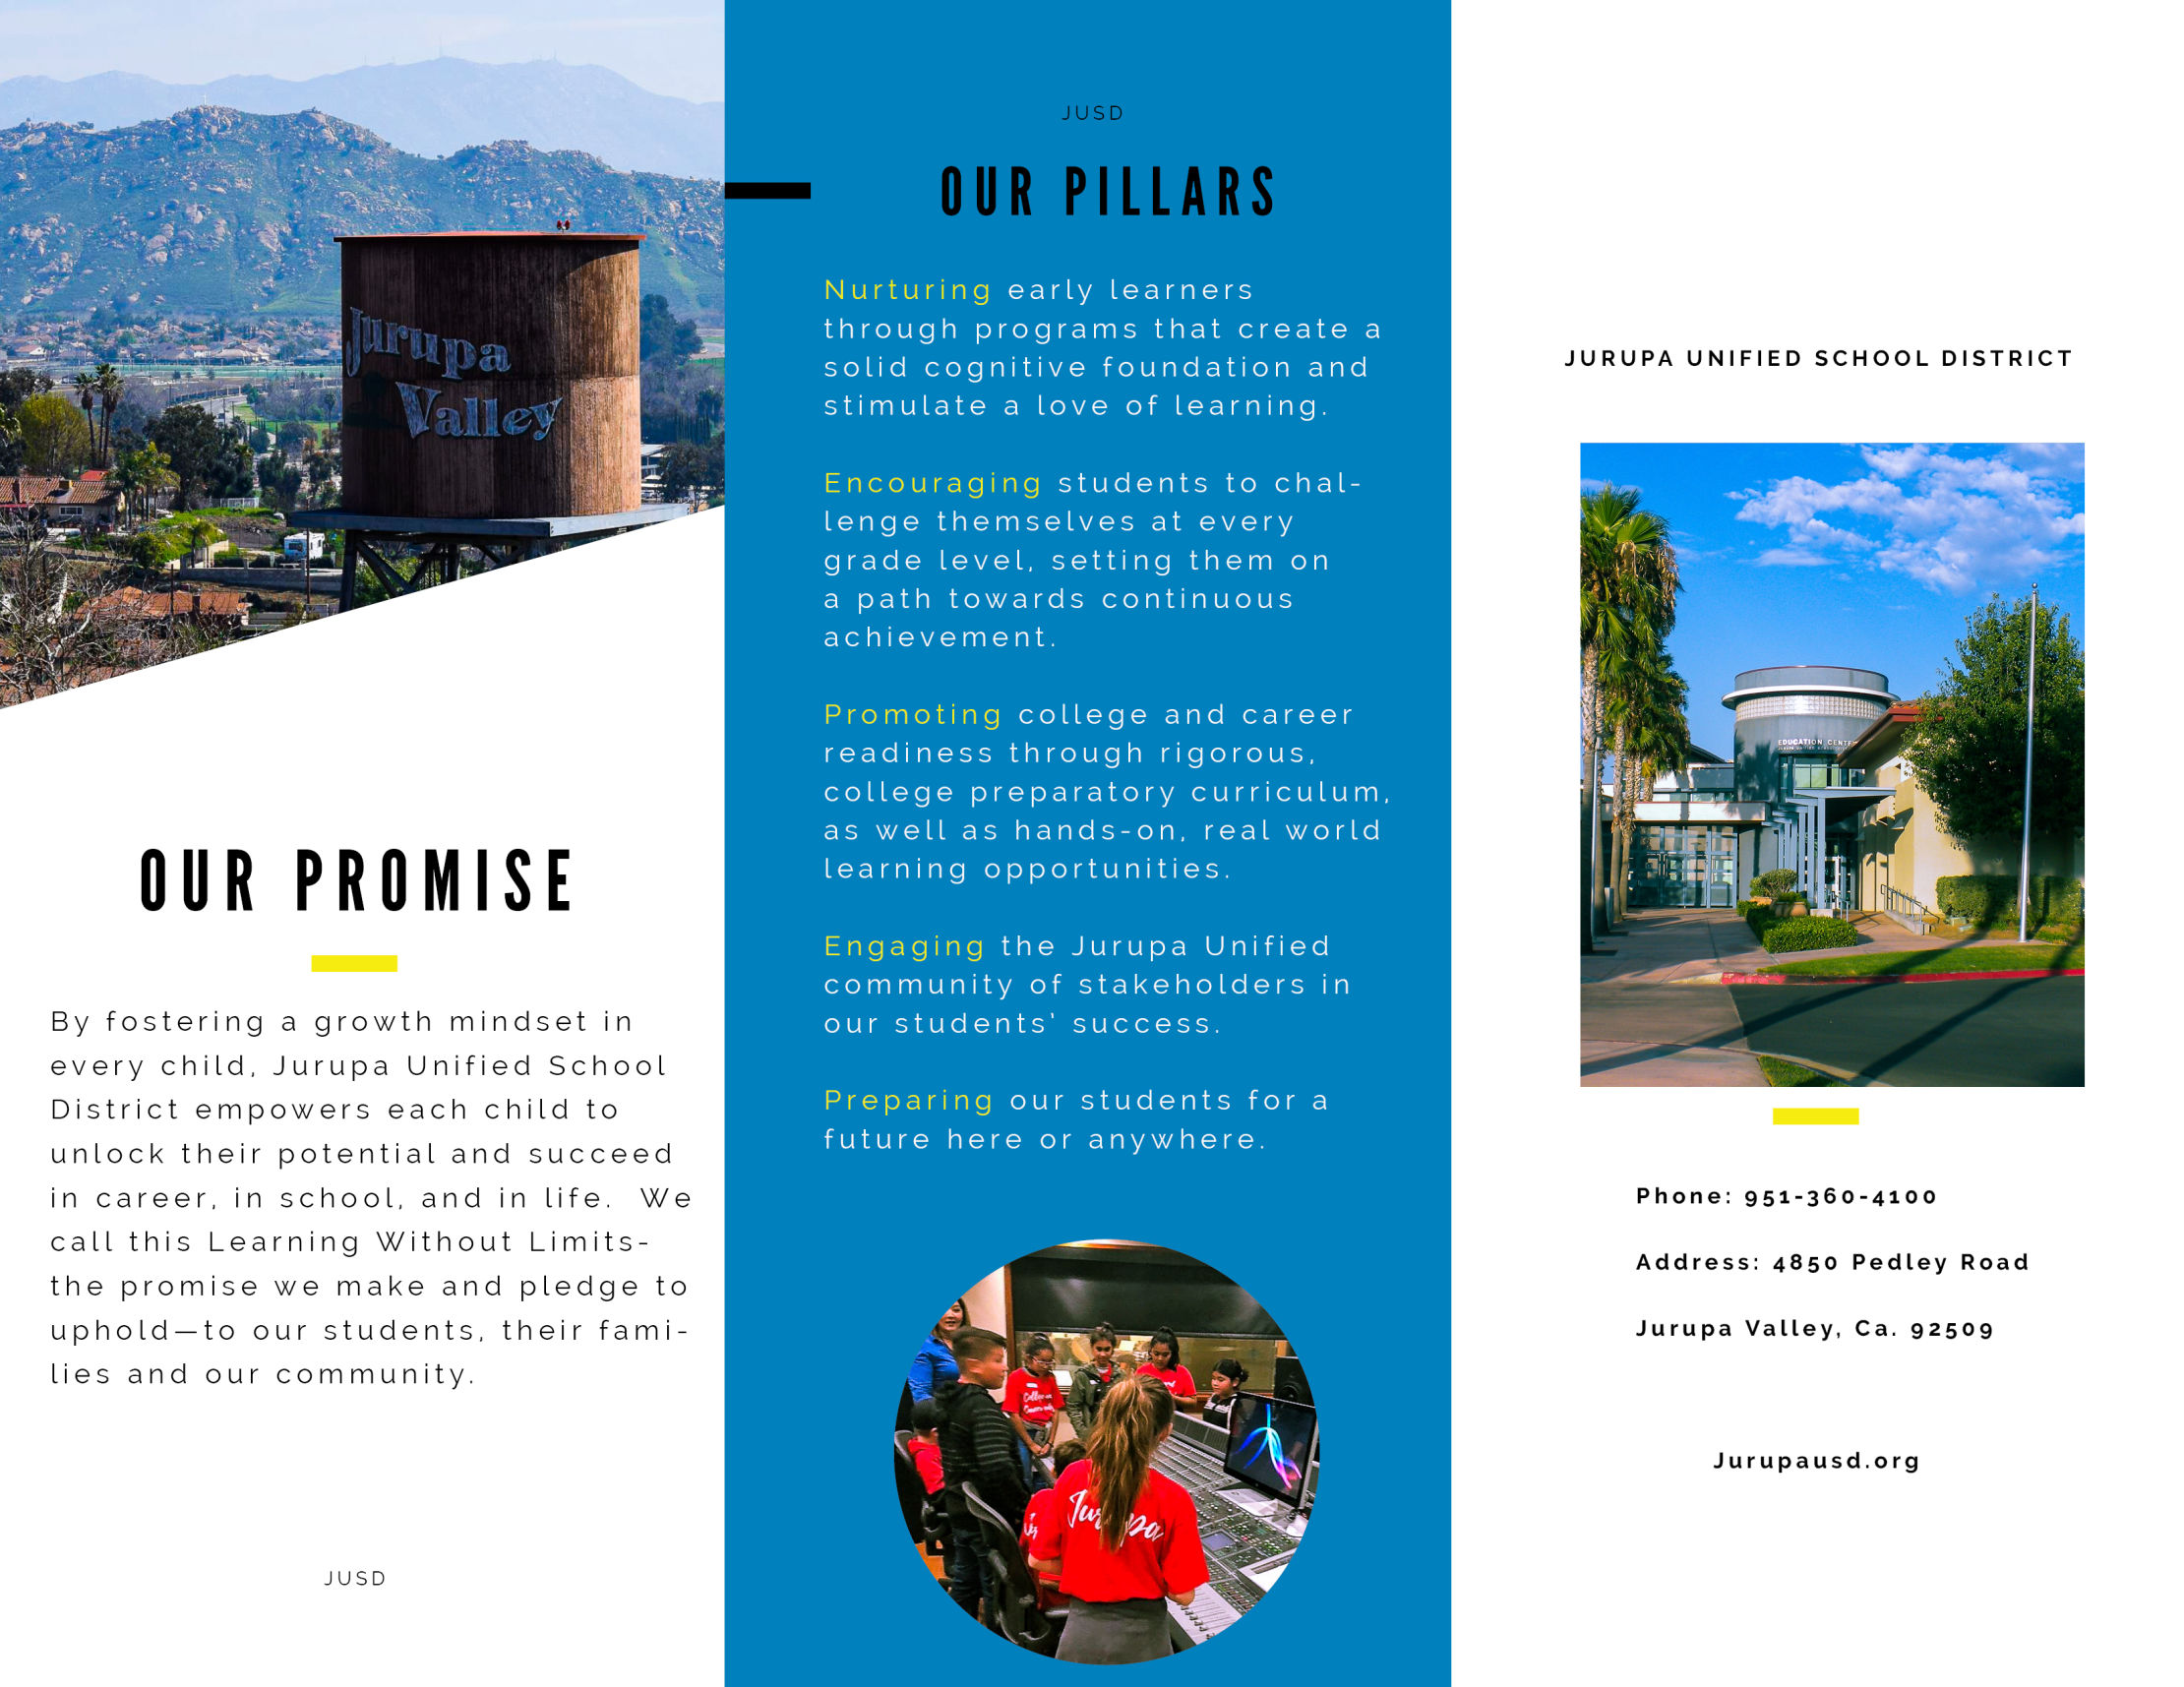 Jurupa
Valley
OUR PROMISE
By fostering a growth mindset in
every child, Jurupa Unified School
District empowers each child to
unlock their potential and succeed
in career, in school, and in life.  We
call this Learning Without Limits-
the promise we make and pledge to
uphold—to our students, their fami-
lies and our community.
JUSD
JUSD
OUR PILLARS
Nurturing early learners
through programs that create a
solid cognitive foundation and
stimulate a love of learning.
Encouraging students to chal-
lenge themselves at every
grade level, setting them on
a path towards continuous
achievement.
Promoting college and career
readiness through rigorous,
college preparatory curriculum,
as well as hands-on, real world
learning opportunities.
Engaging the Jurupa Unified
community of stakeholders in
our students’ success.
Preparing our students for a
future here or anywhere.
Jurupa
JURUPA UNIFIED SCHOOL DISTRICT
EDUCATION CENTE
Phone: 951-360-4100
Address: 4850 Pedley Road
Jurupa Valley, Ca. 92509
Jurupausd.org